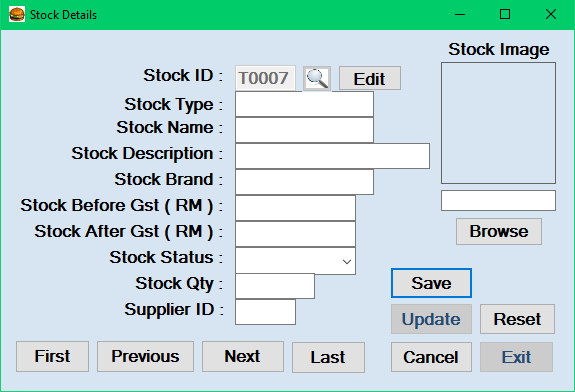 Stock Details
Stock Image
Stock ID : T0007 Edit
Stock Type :
Stock Name :
Stock Description :
Stock Brand :
Stock Before Gst ( RM ) :
Stock After Gst ( RM ) :
Browse
Stock Status :
Stock Qty :
Save
Supplier ID :
Update Reset
First Previous Next Last Cancel Exit